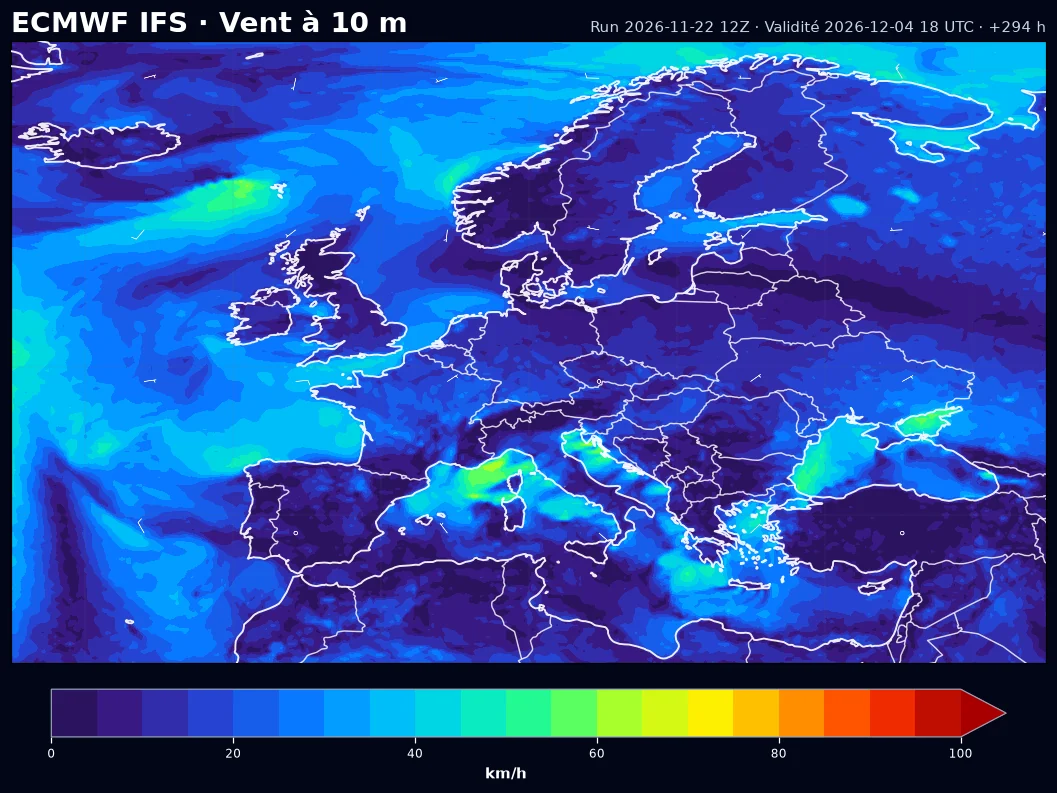 ECMWF IFS · Vent à 10 m
Run 2026-11-22 12Z · Validité 2026-12-04 18 UTC · +294 h
0 20 40 60 80 100
km/h